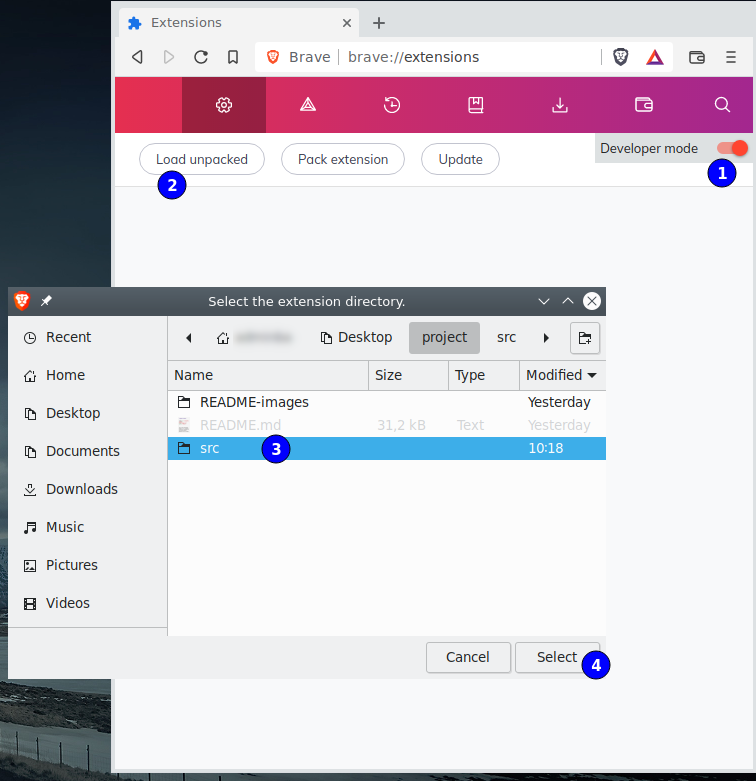 Extensions
Brave brave://extensions
Load unpacked Pack extension Update Developer mode
2 1
Select the extension directory.
Recent Desktop project src
Home Name Size Type Modified
README-images Yesterday
Desktop README.md 31,2 kB Text Yesterday
Documents src 3 10:18
Downloads
Music
Pictures
Videos
Cancel Select 4